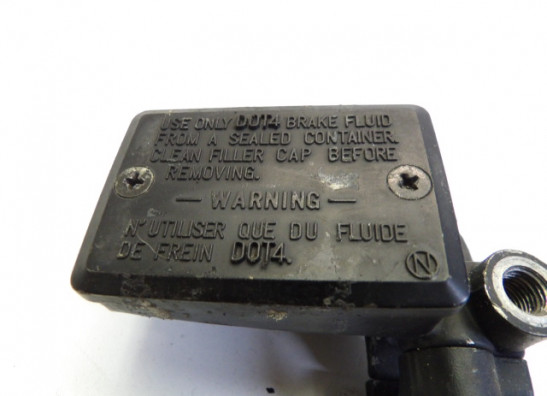 USE ONLY DOT4 BRAKE FLUID
FROM A SEALED CONTAINER.
CLEAN FILLER CAP BEFORE
REMOVING.
— WARNING —
N'UTILISER QUE DU FLUIDE
DE FREIN DOT4.
N